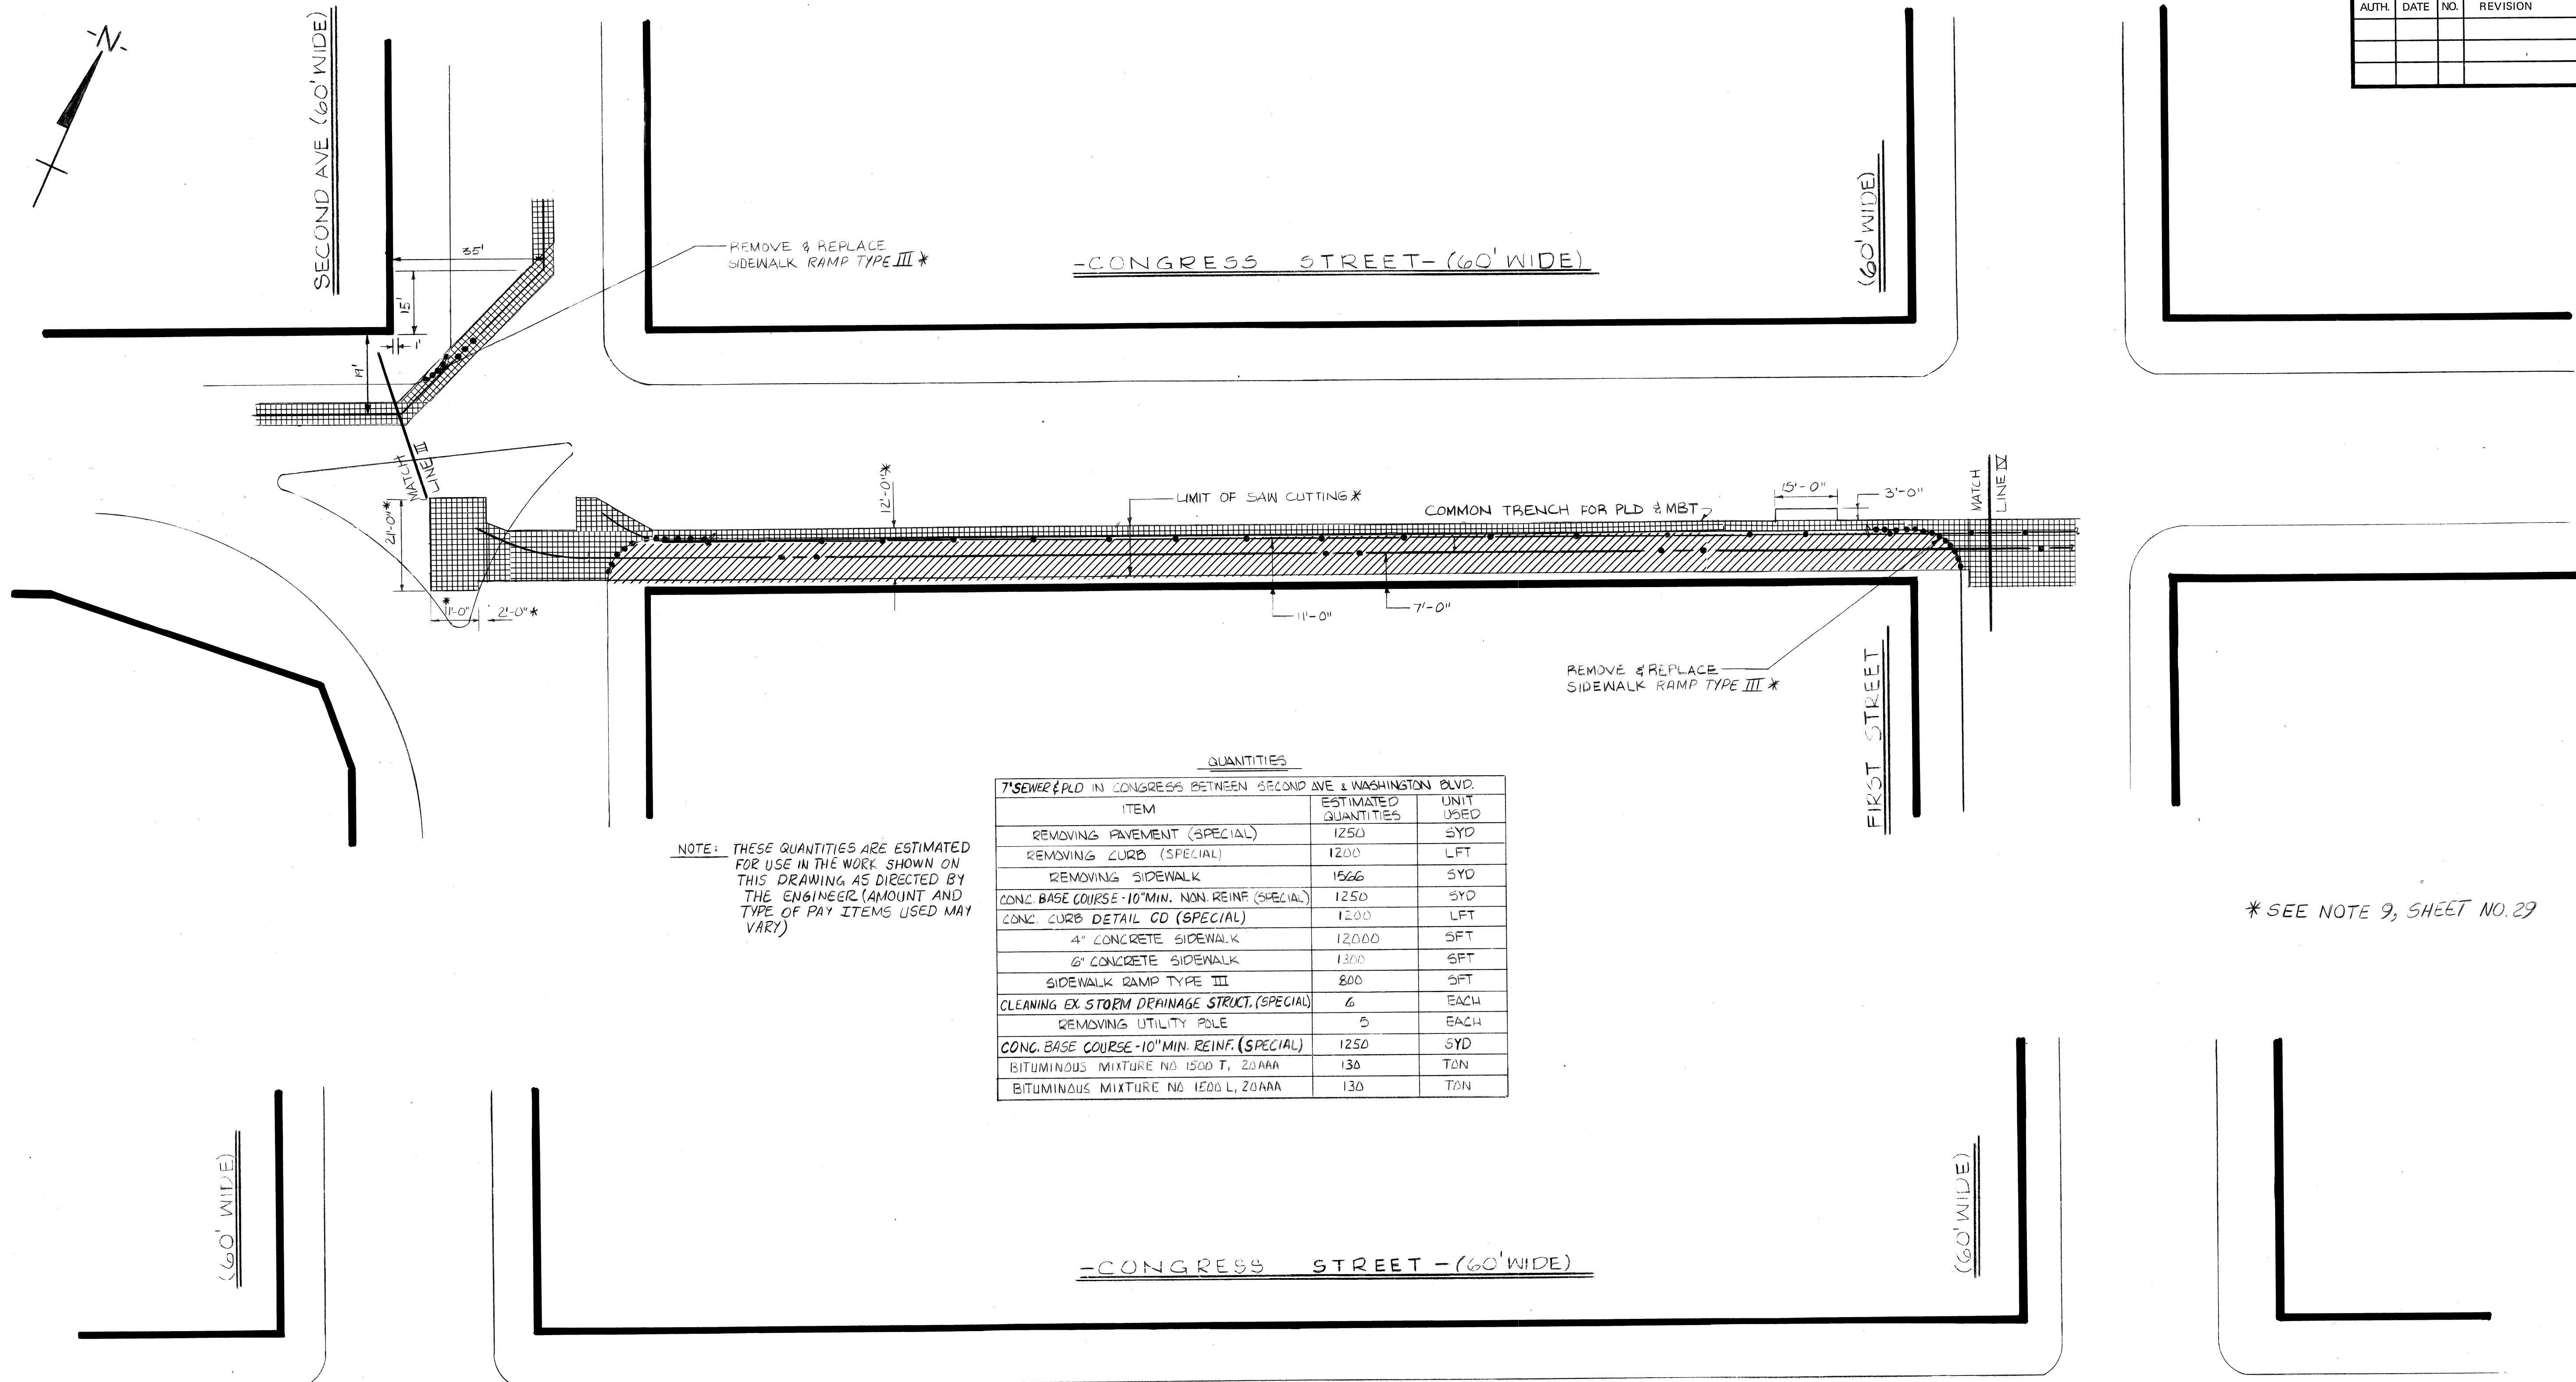 AUTH. DATE NO. REVISION
-N-
SECOND AVE (60' WIDE)
35'
15'
1'
19'
REMOVE & REPLACE
SIDEWALK RAMP TYPE III *
-CONGRESS STREET- (60' WIDE)
(60' WIDE)
MATCH
LINE III
21'-0"*
*
11'-0"
2'-0"*
12'-0"*
LIMIT OF SAW CUTTING *
COMMON TRENCH FOR PLD & MBT
15'-0"
3'-0"
MATCH
LINE IV
11'-0"
7'-0"
REMOVE & REPLACE
SIDEWALK RAMP TYPE III *
FIRST STREET
QUANTITIES
7'SEWER & PLD IN CONGRESS BETWEEN SECOND AVE & WASHINGTON BLVD.
ITEM ESTIMATED QUANTITIES UNIT USED
REMOVING PAVEMENT (SPECIAL) 1250 SYD
REMOVING CURB (SPECIAL) 1200 LFT
REMOVING SIDEWALK 1566 SYD
CONC. BASE COURSE-10"MIN. NON. REINF. (SPECIAL) 1250 SYD
CONC. CURB DETAIL CD (SPECIAL) 1200 LFT
4" CONCRETE SIDEWALK 12000 SFT
6" CONCRETE SIDEWALK 1300 SFT
SIDEWALK RAMP TYPE III 800 SFT
CLEANING EX. STORM DRAINAGE STRUCT. (SPECIAL) 6 EACH
REMOVING UTILITY POLE 5 EACH
CONC. BASE COURSE-10"MIN. REINF. (SPECIAL) 1250 SYD
BITUMINOUS MIXTURE NO 1500 T, 20AAA 130 TON
BITUMINOUS MIXTURE NO 1500 L, 20AAA 130 TON
NOTE: THESE QUANTITIES ARE ESTIMATED
FOR USE IN THE WORK SHOWN ON
THIS DRAWING AS DIRECTED BY
THE ENGINEER (AMOUNT AND
TYPE OF PAY ITEMS USED MAY
VARY)
* SEE NOTE 9, SHEET NO. 29
(60' WIDE)
-CONGRESS STREET - (60' WIDE)
(60' WIDE)